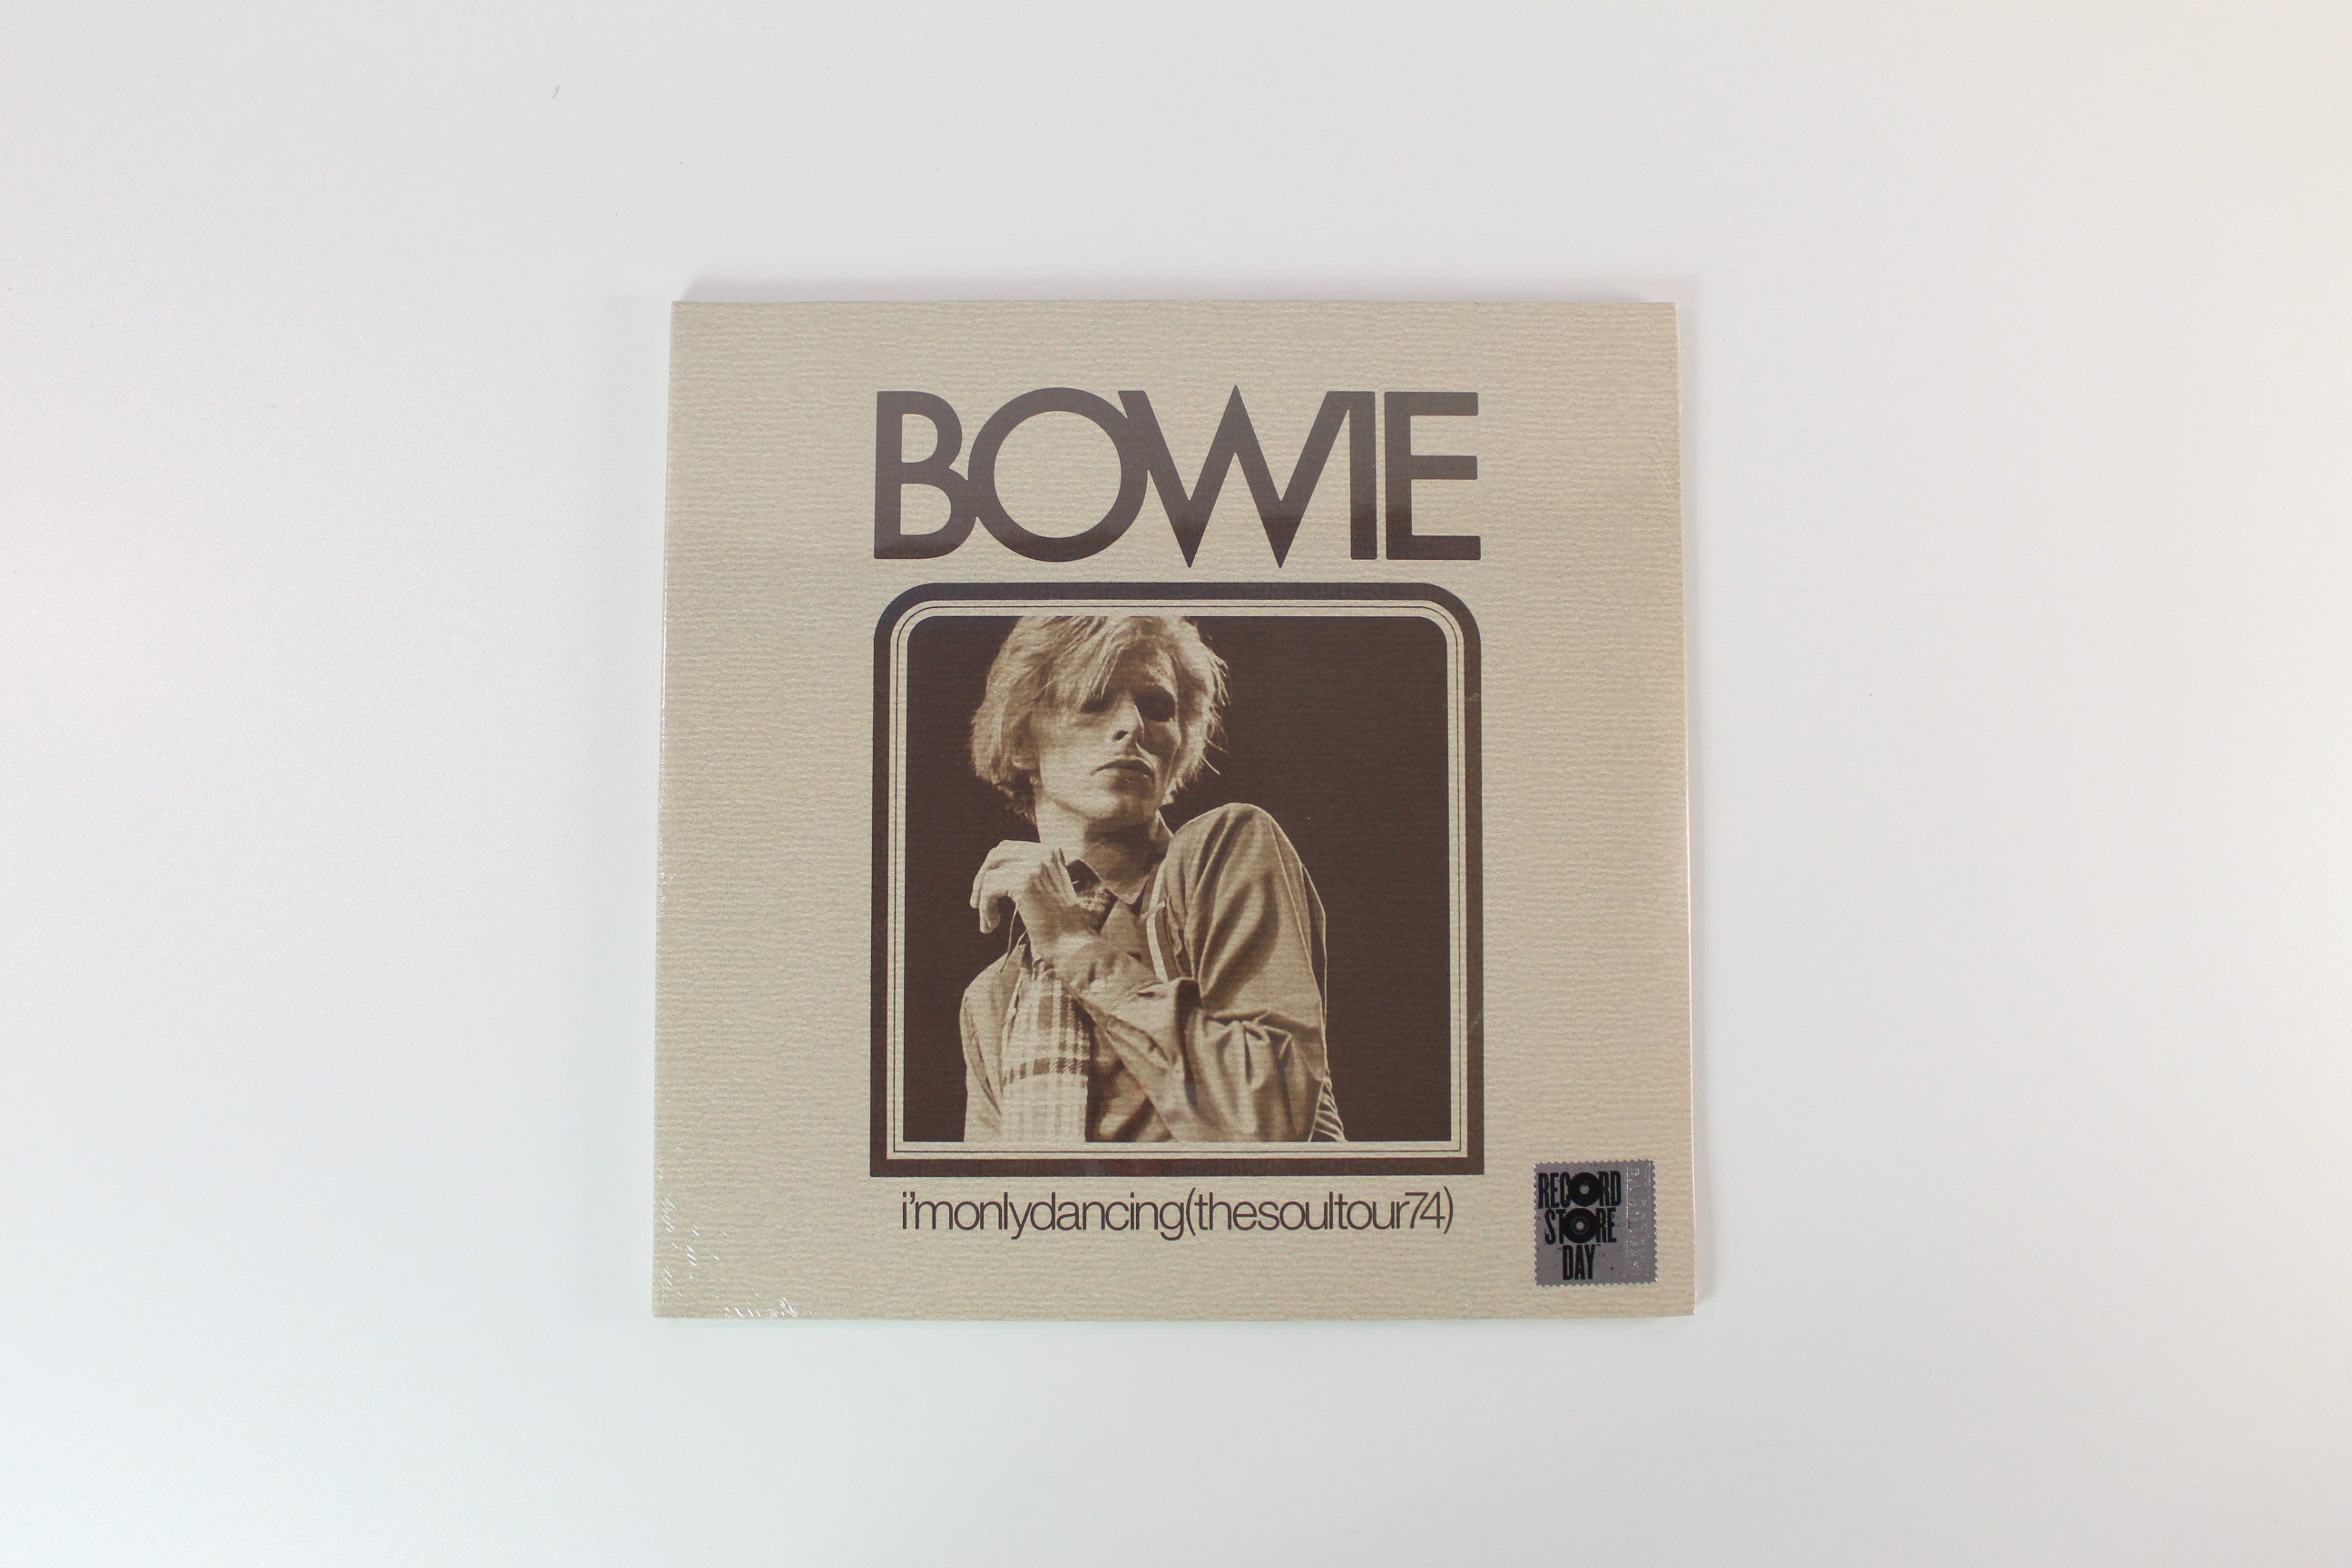 BOWIE
i'monlydancing(thesoultour74)
RECORD
STORE
DAY